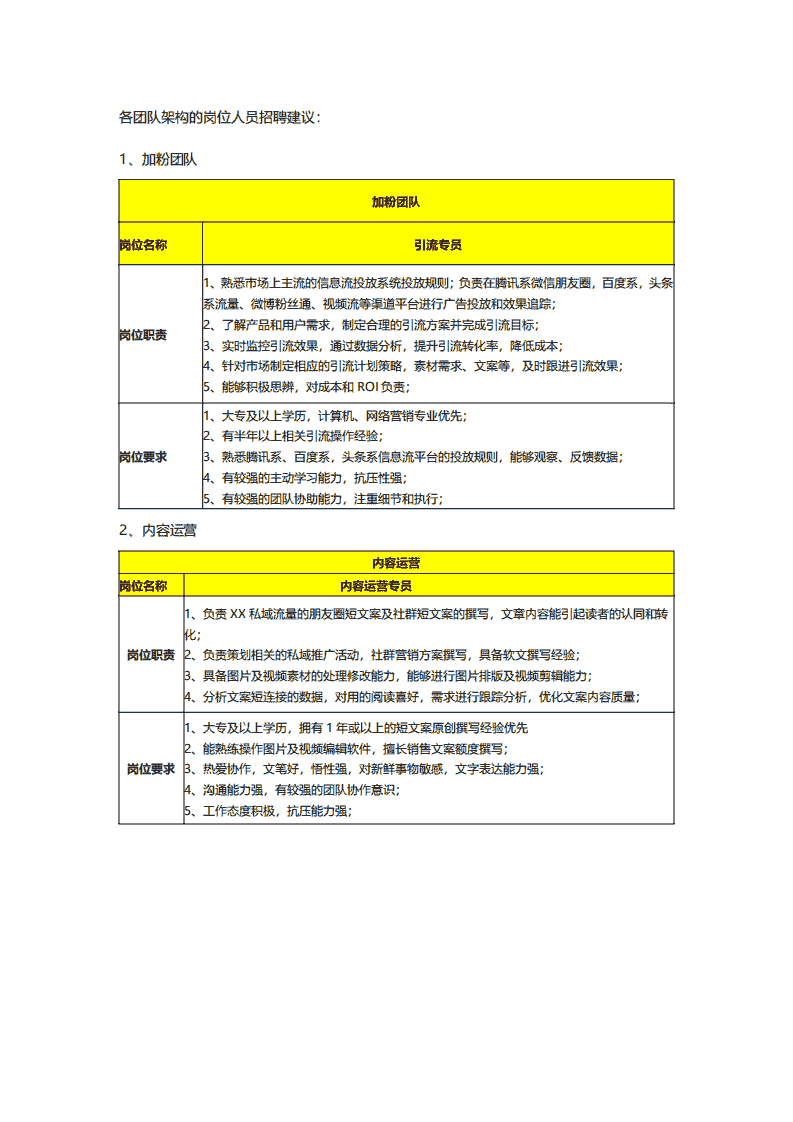 各团队架构的岗位人员招聘建议：
1、加粉团队
加粉团队
岗位名称 引流专员
岗位职责
1、熟悉市场上主流的信息流投放系统投放规则；负责在腾讯系微信朋友圈，百度系，头条
系流量、微博粉丝通、视频流等渠道平台进行广告投放和效果追踪；
2、了解产品和用户需求，制定合理的引流方案并完成引流目标；
3、实时监控引流效果，通过数据分析，提升引流转化率，降低成本；
4、针对市场制定相应的引流计划策略，素材需求、文案等，及时跟进引流效果；
5、能够积极思辨，对成本和 ROI 负责；
岗位要求
1、大专及以上学历，计算机、网络营销专业优先；
2、有半年以上相关引流操作经验；
3、熟悉腾讯系、百度系，头条系信息流平台的投放规则，能够观察、反馈数据；
4、有较强的主动学习能力，抗压性强；
5、有较强的团队协助能力，注重细节和执行；
2、内容运营
内容运营
岗位名称 内容运营专员
岗位职责
1、负责 XX 私域流量的朋友圈短文案及社群短文案的撰写，文章内容能引起读者的认同和转
化；
2、负责策划相关的私域推广活动，社群营销方案撰写，具备软文撰写经验；
3、具备图片及视频素材的处理修改能力，能够进行图片排版及视频剪辑能力；
4、分析文案短连接的数据，对用的阅读喜好，需求进行跟踪分析，优化文案内容质量；
岗位要求
1、大专及以上学历，拥有 1 年或以上的短文案原创撰写经验优先
2、能熟练操作图片及视频编辑软件，擅长销售文案额度撰写；
3、热爱协作，文笔好，悟性强，对新鲜事物敏感，文字表达能力强；
4、沟通能力强，有较强的团队协作意识；
5、工作态度积极，抗压能力强；